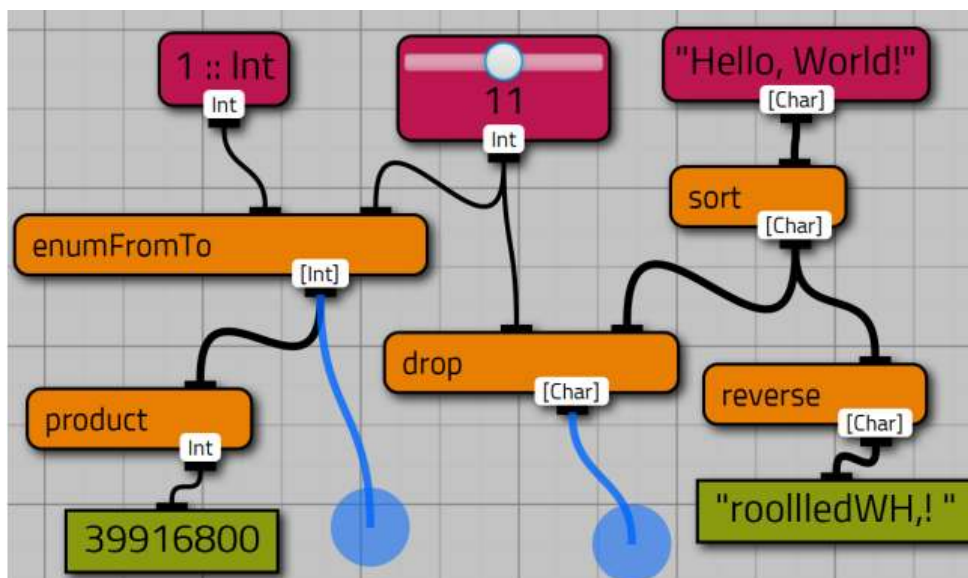 1 :: Int
Int
11
Int
"Hello, World!"
[Char]
sort
[Char]
enumFromTo
[Int]
drop
[Char]
reverse
[Char]
product
Int
39916800
"roollledWH,! "